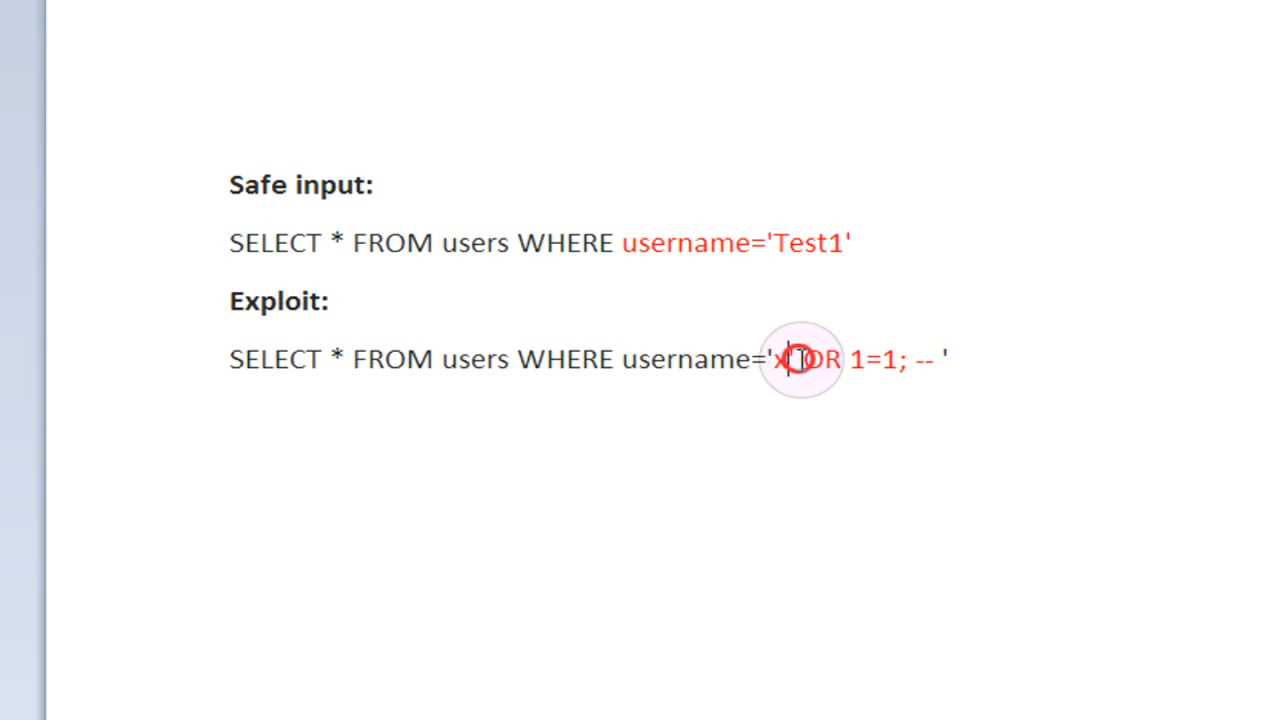 Safe input:
SELECT * FROM users WHERE username='Test1'
Exploit:
SELECT * FROM users WHERE username='x' OR 1=1; -- '